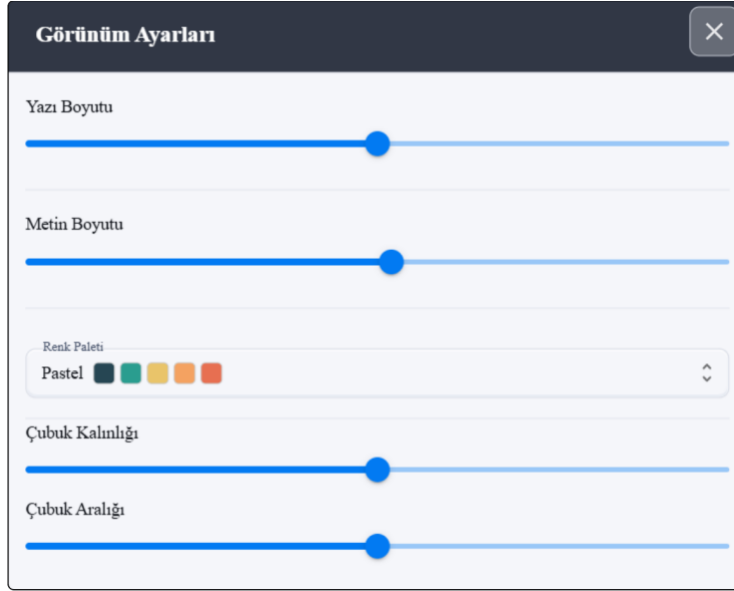 Görünüm Ayarları
Yazı Boyutu
Metin Boyutu
Renk Paleti
Pastel
Çubuk Kalınlığı
Çubuk Aralığı